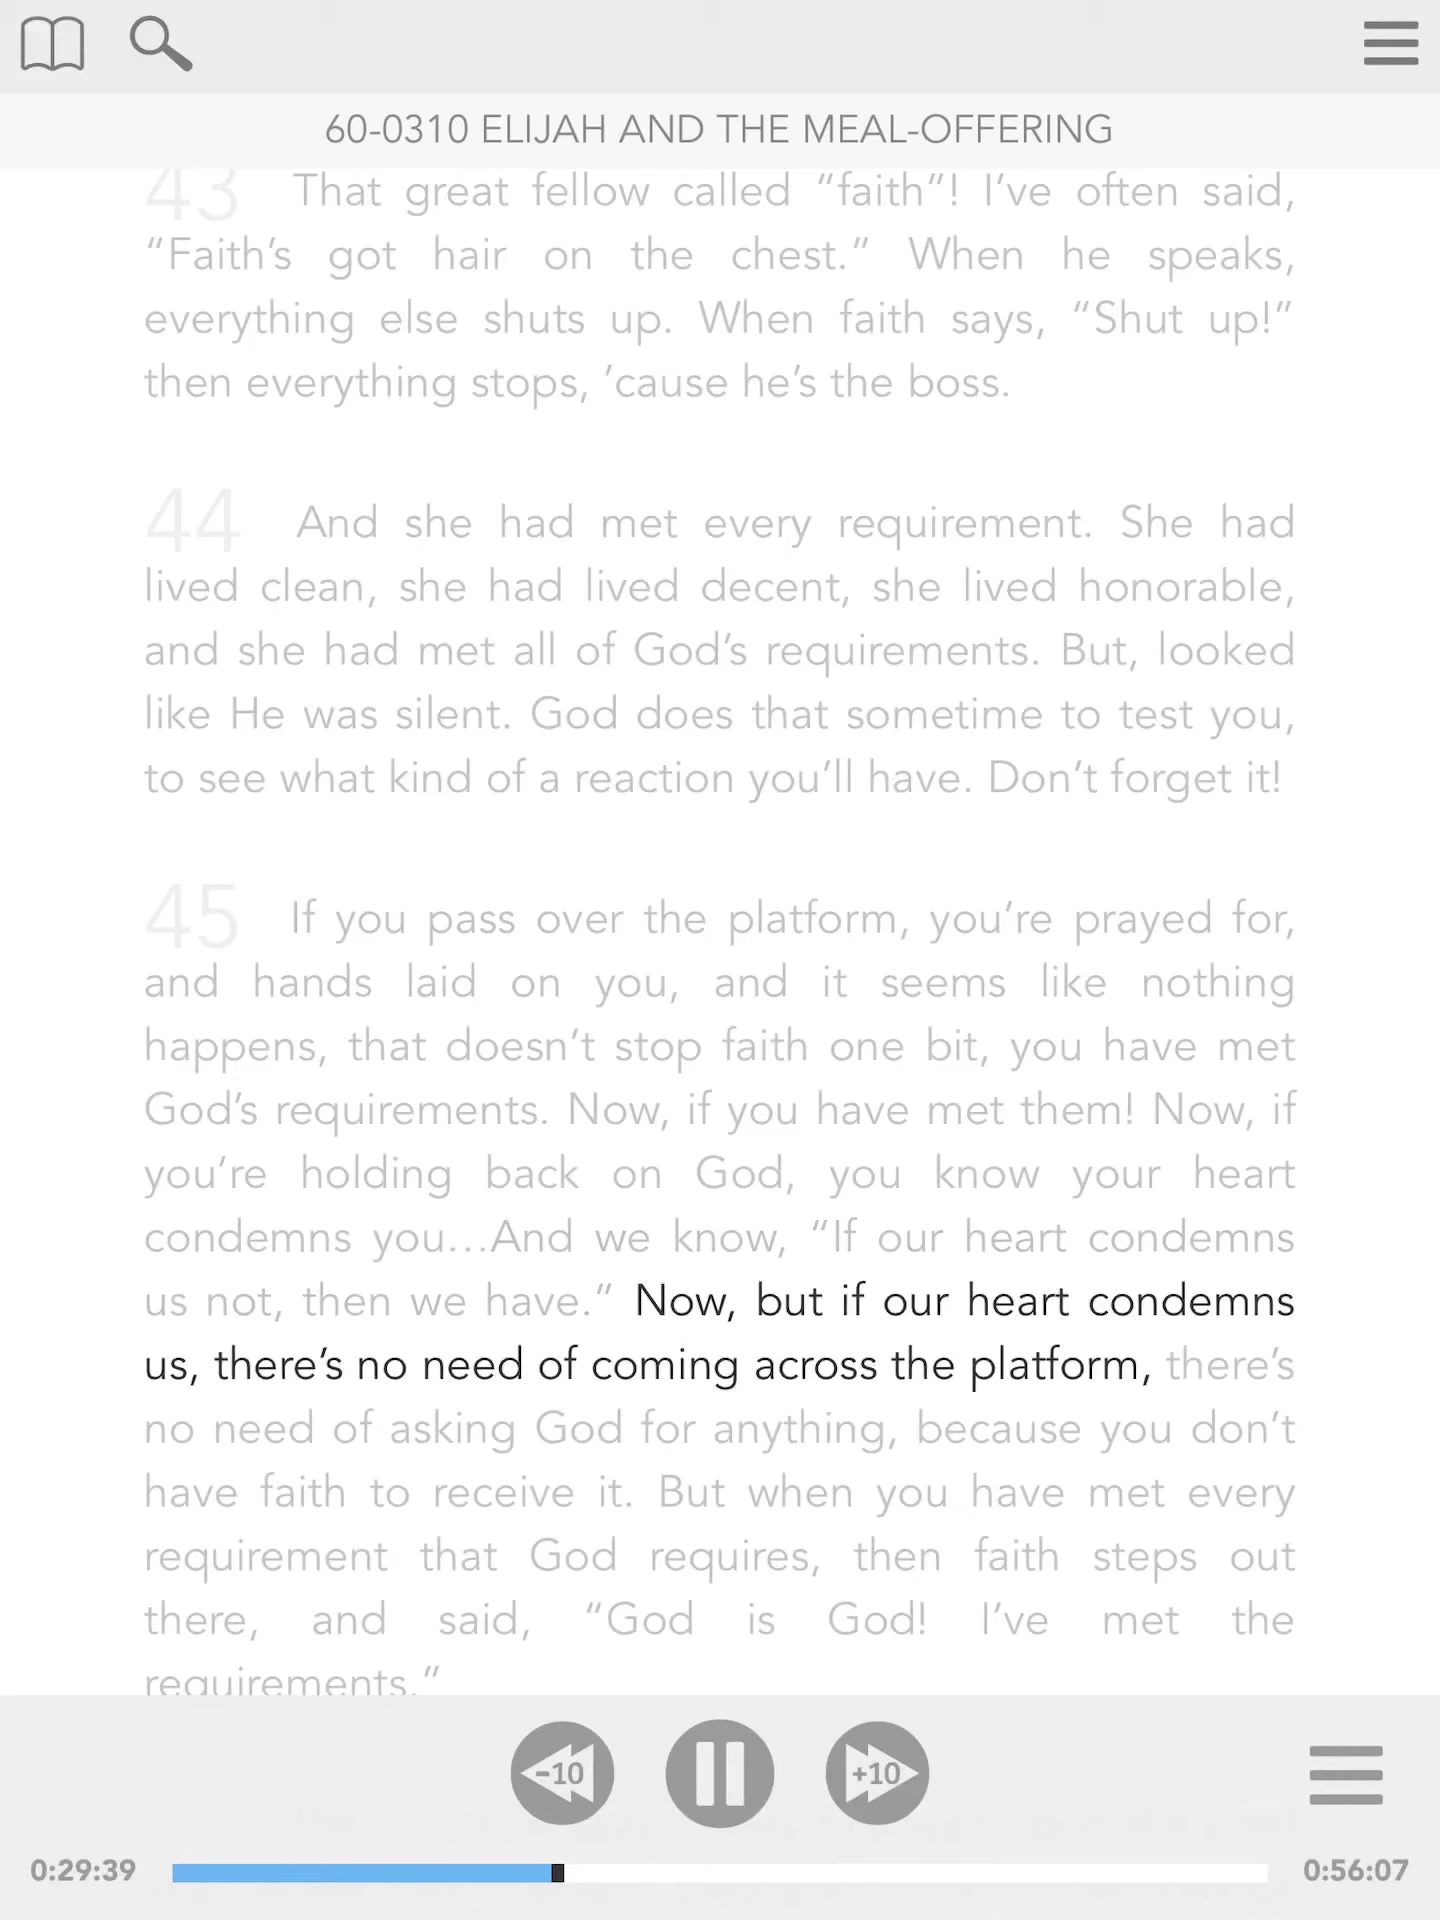 60-0310 ELIJAH AND THE MEAL-OFFERING
43 That great fellow called “faith”! I’ve often said,
“Faith’s got hair on the chest.” When he speaks,
everything else shuts up. When faith says, “Shut up!”
then everything stops, ’cause he’s the boss.
44 And she had met every requirement. She had
lived clean, she had lived decent, she lived honorable,
and she had met all of God’s requirements. But, looked
like He was silent. God does that sometime to test you,
to see what kind of a reaction you’ll have. Don’t forget it!
45 If you pass over the platform, you’re prayed for,
and hands laid on you, and it seems like nothing
happens, that doesn’t stop faith one bit, you have met
God’s requirements. Now, if you have met them! Now, if
you’re holding back on God, you know your heart
condemns you…And we know, “If our heart condemns
us not, then we have.” Now, but if our heart condemns
us, there’s no need of coming across the platform, there’s
no need of asking God for anything, because you don’t
have faith to receive it. But when you have met every
requirement that God requires, then faith steps out
there, and said, “God is God! I’ve met the
requirements.”
-10 +10
0:29:39 0:56:07